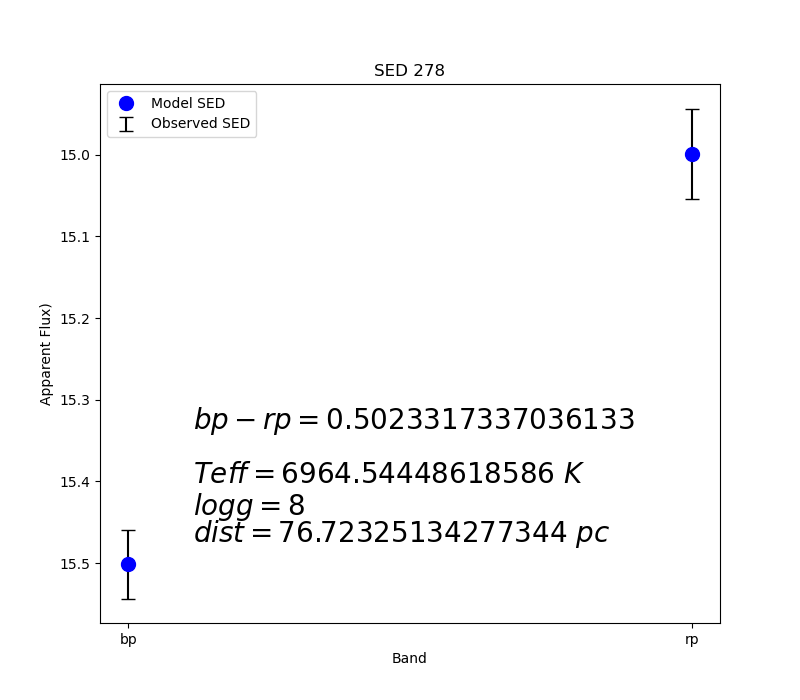 SED 278
Model SED
Observed SED
15.0
15.1
15.2
15.3
15.4
15.5
Apparent Flux)
bp − rp = 0.5023317337036133
Teff = 6964.54448618586 K
logg = 8
dist = 76.72325134277344 pc
bp
rp
Band